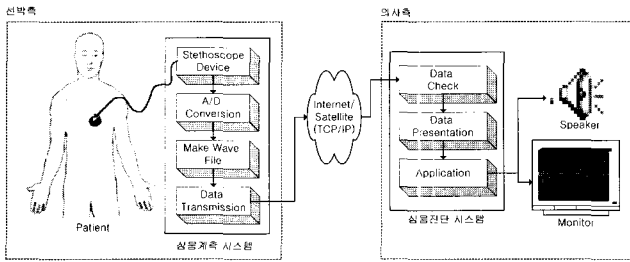 선박측
의사측
Stethoscope
Device
A/D
Conversion
Make Wave
File
Data
Transmission
Patient
심음계측 시스템
Internet/
Satellite
(TCP/IP)
Data
Check
Data
Presentation
Application
심음진단 시스템
Speaker
Monitor